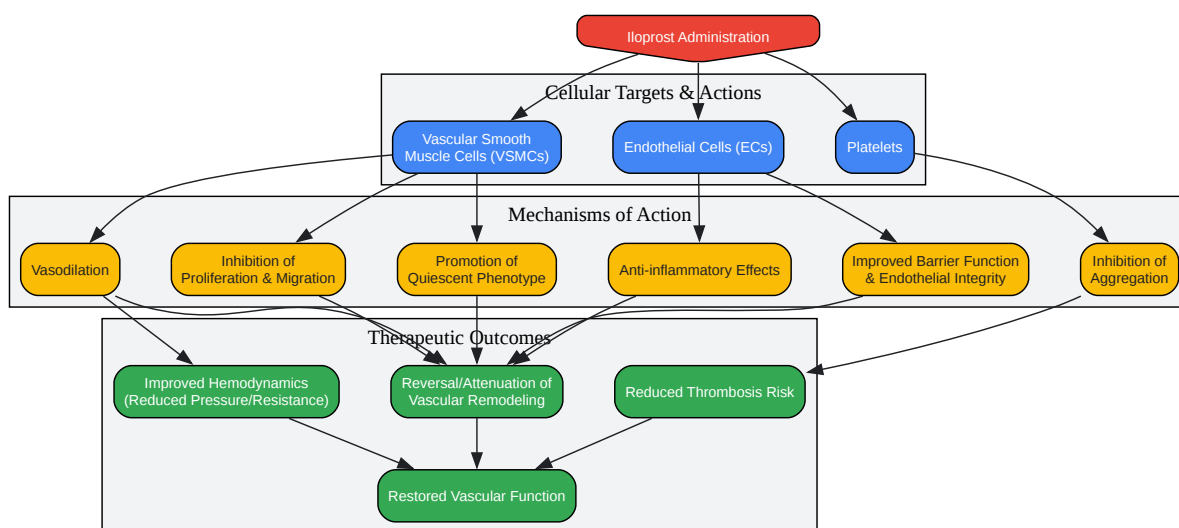 Iloprost Administration
Cellular Targets & Actions
Vascular Smooth
Muscle Cells (VSMCs)
Endothelial Cells (ECs)
Platelets
Mechanisms of Action
Vasodilation
Inhibition of
Proliferation & Migration
Promotion of
Quiescent Phenotype
Anti-inflammatory Effects
Improved Barrier Function
& Endothelial Integrity
Inhibition of
Aggregation
Therapeutic Outcomes
Improved Hemodynamics
(Reduced Pressure/Resistance)
Reversal/Attenuation of
Vascular Remodeling
Reduced Thrombosis Risk
Restored Vascular Function